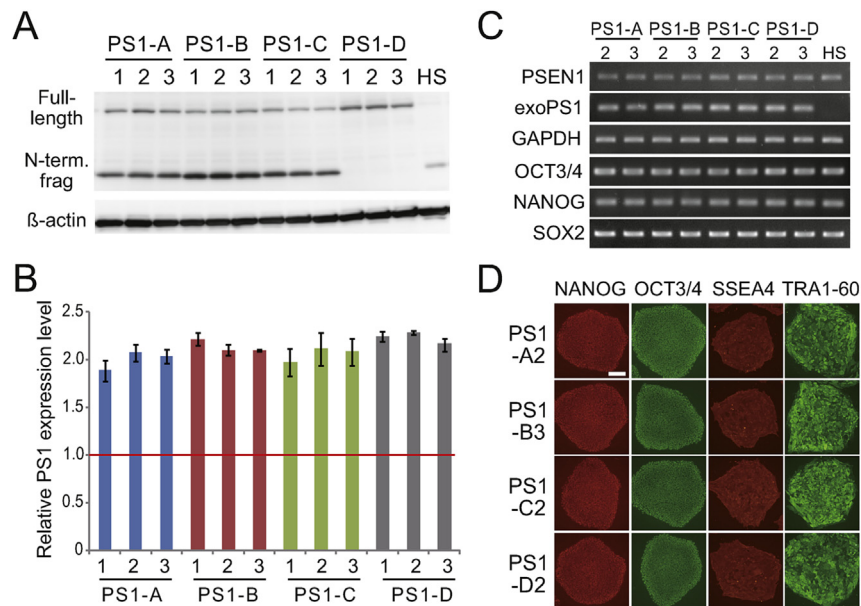 A
PS1-A PS1-B PS1-C PS1-D
1 2 3 1 2 3 1 2 3 1 2 3 HS
Full-
length
N-term.
frag
ß-actin
B
Relative PS1 expression level
2.5
2.0
1.5
1.0
0.5
0
1 2 3 1 2 3 1 2 3 1 2 3
PS1-A PS1-B PS1-C PS1-D
C
PS1-A PS1-B PS1-C PS1-D
2 3 2 3 2 3 2 3 HS
PSEN1
exoPS1
GAPDH
OCT3/4
NANOG
SOX2
D
NANOG OCT3/4 SSEA4 TRA1-60
PS1
-A2
PS1
-B3
PS1
-C2
PS1
-D2